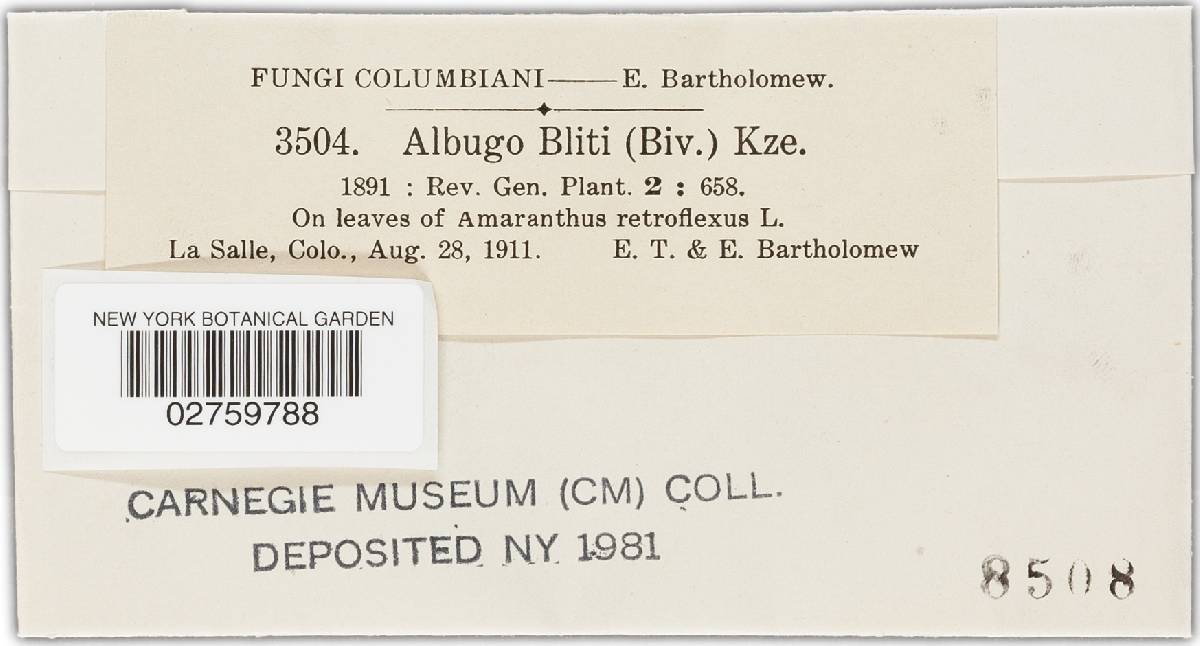 FUNGI COLUMBIANI——E. Bartholomew.
3504. Albugo Bliti (Biv.) Kze.
1891 : Rev. Gen. Plant. 2 : 658.
On leaves of Amaranthus retroflexus L.
La Salle, Colo., Aug. 28, 1911. E. T. & E. Bartholomew
NEW YORK BOTANICAL GARDEN
02759788
CARNEGIE MUSEUM (CM) COLL.
DEPOSITED NY 1981
8508